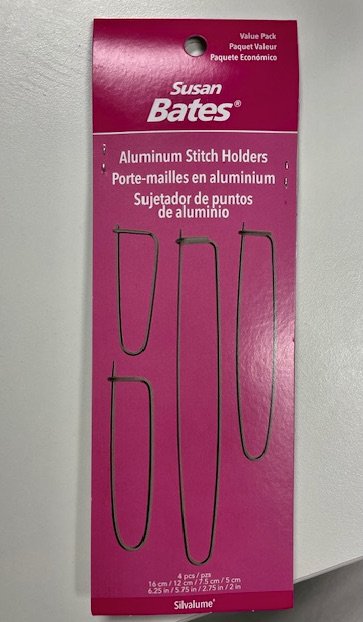 Value Pack
Paquet Valeur
Paquete Económico
Susan
Bates®
Aluminum Stitch Holders
Porte-mailles en aluminium
Sujetador de puntos
de aluminio
4 pcs / pzs
16 cm / 12 cm / 7.5 cm / 5 cm
6.25 in / 5.75 in / 2.75 in / 2 in
Silvalume®